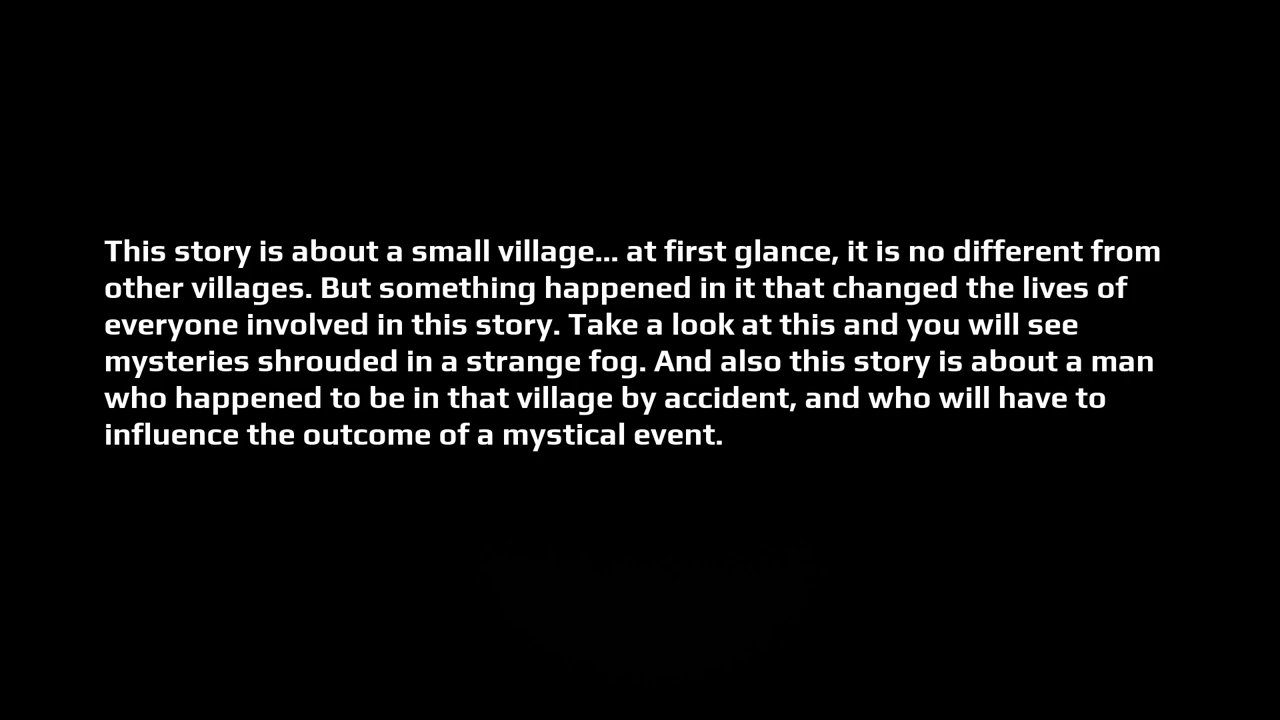 This story is about a small village... at first glance, it is no different from
other villages. But something happened in it that changed the lives of
everyone involved in this story. Take a look at this and you will see
mysteries shrouded in a strange fog. And also this story is about a man
who happened to be in that village by accident, and who will have to
influence the outcome of a mystical event.